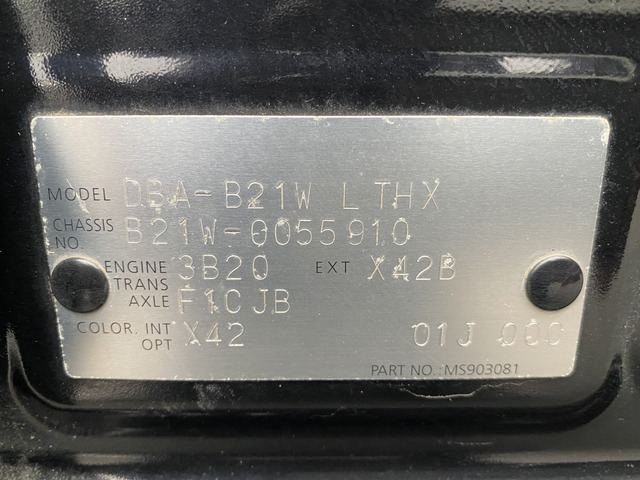 MODEL DBA-B21W LTHX
CHASSIS NO. B21W-0055910
ENGINE 3B20 EXT X42B
TRANS AXLE F1CJB
COLOR, INT OPT X42 01J 00C
PART NO.: MS903081